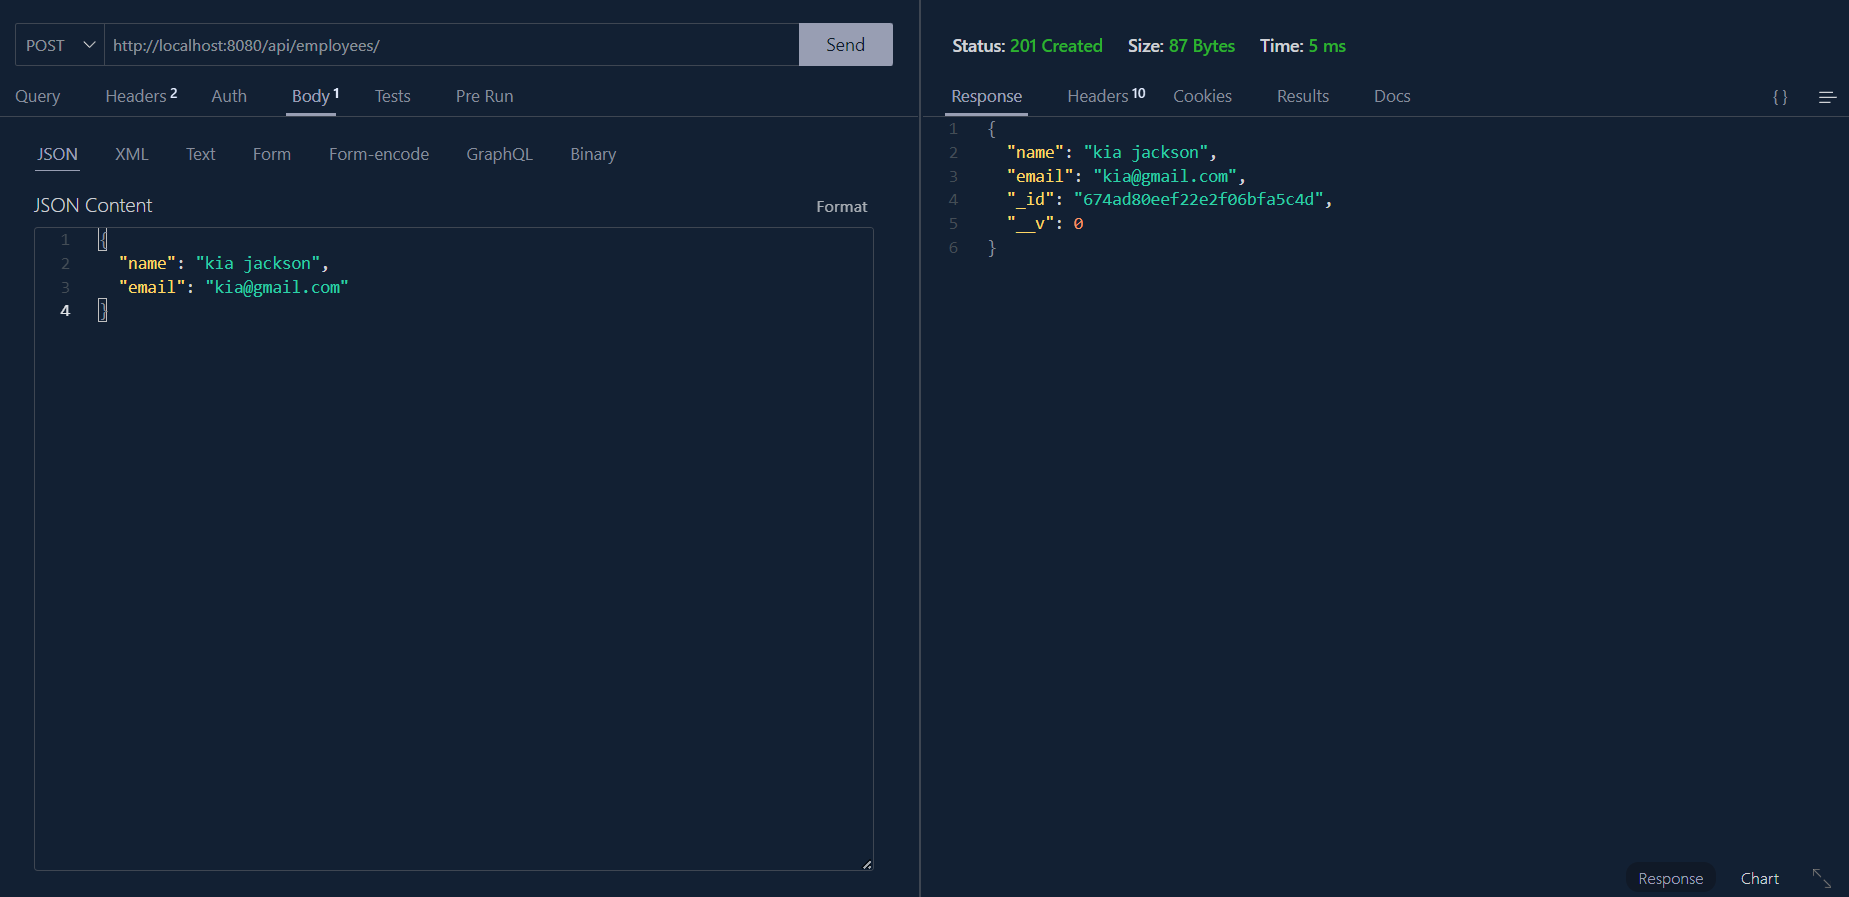 POST http://localhost:8080/api/employees/ Send
Query Headers 2 Auth Body 1 Tests Pre Run
JSON XML Text Form Form-encode GraphQL Binary
JSON Content Format
1 {
2 "name": "kia jackson",
3 "email": "kia@gmail.com"
4 }
Status: 201 Created Size: 87 Bytes Time: 5 ms
Response Headers 10 Cookies Results Docs { }
1 {
2 "name": "kia jackson",
3 "email": "kia@gmail.com",
4 "_id": "674ad80eef22e2f06bfa5c4d",
5 "__v": 0
6 }
Response Chart